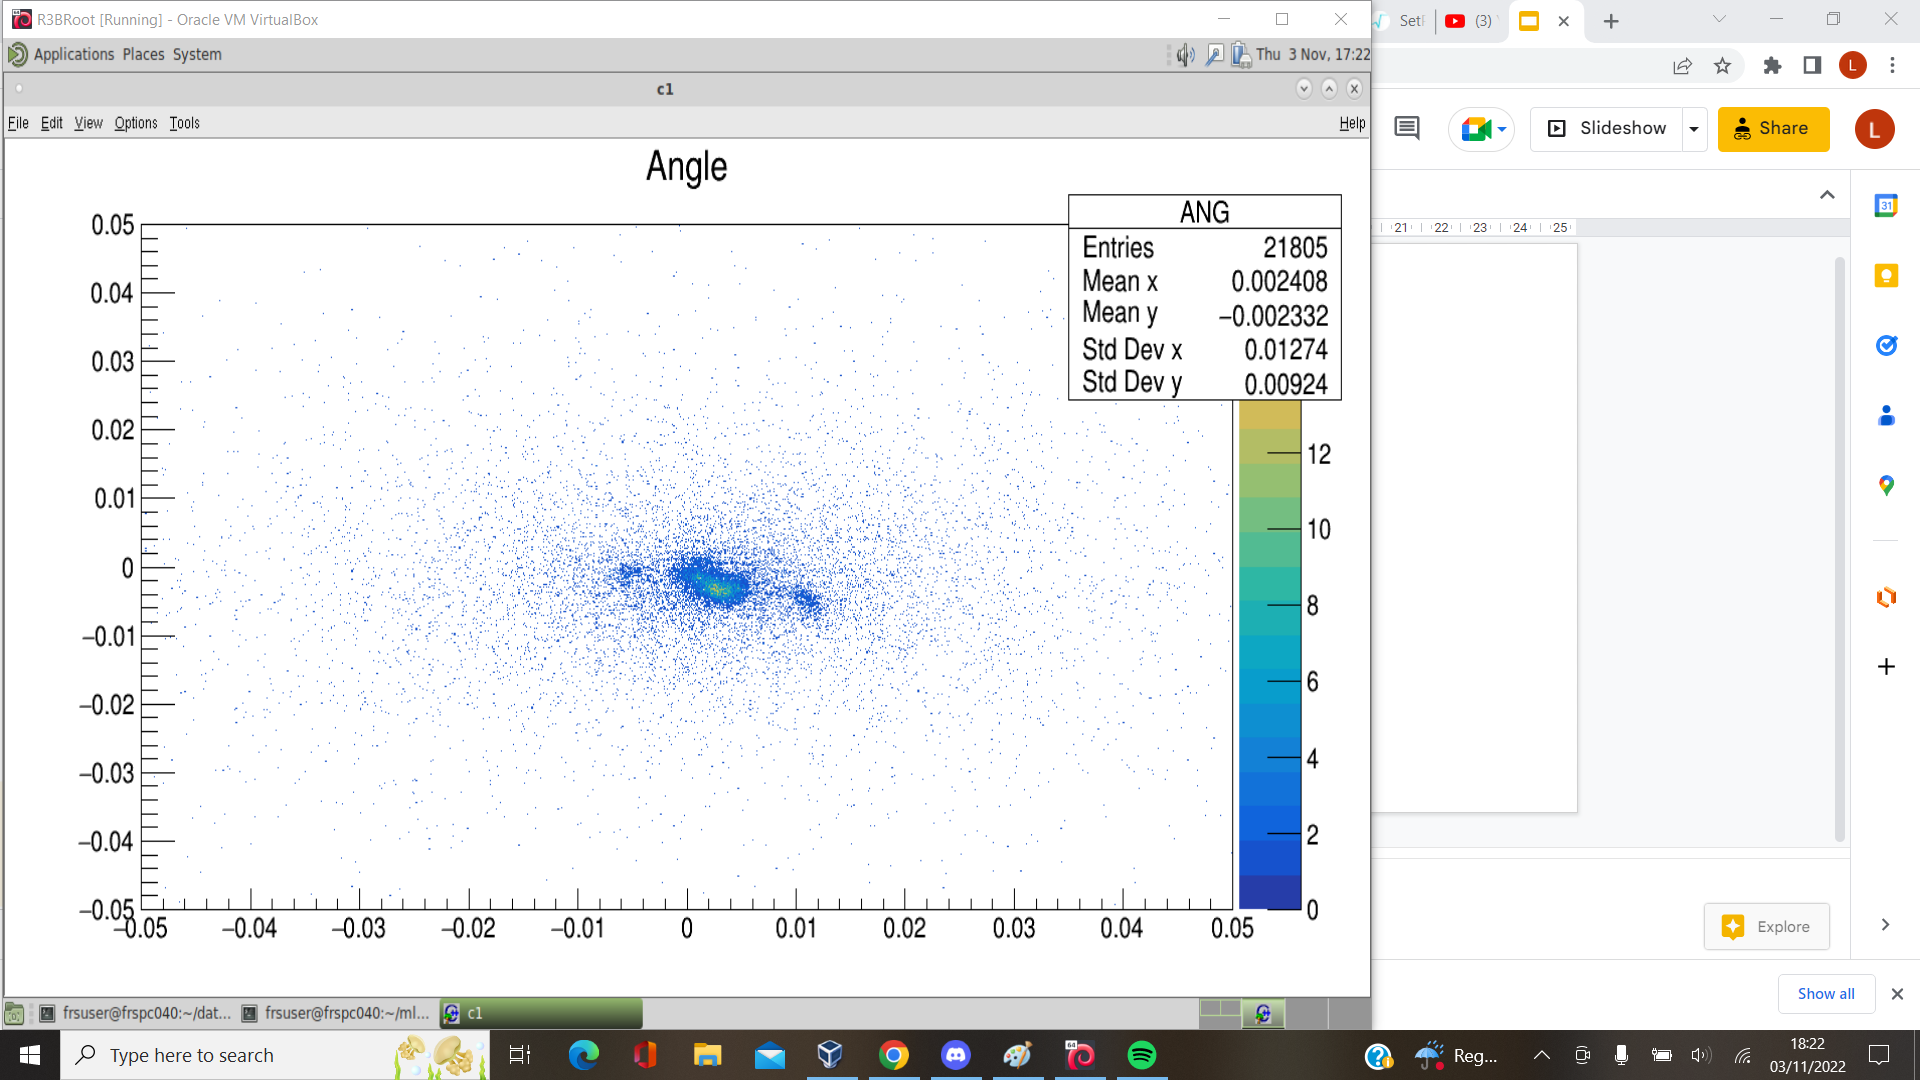 R3BRoot [Running] - Oracle VM VirtualBox
Set
(3)
Applications Places System
Thu 3 Nov, 17:22
L
c1
File Edit View Options Tools
Help
Slideshow
Share
L
Angle
ANG
Entries 21805
Mean x 0.002408
Mean y −0.002332
Std Dev x 0.01274
Std Dev y 0.00924
21 22 23 24 25
31
0.05
0.04
0.03
0.02
0.01
0
−0.01
−0.02
−0.03
−0.04
−0.05
12
10
8
6
4
2
0
−0.05 −0.04 −0.03 −0.02 −0.01 0 0.01 0.02 0.03 0.04 0.05
Explore
Show all
frsuser@frspc040:~/dat...
frsuser@frspc040:~/ml...
c1
Type here to search
64
Reg...
18:22
03/11/2022